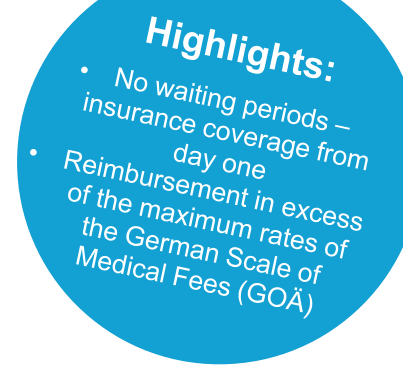 Highlights:
• No waiting periods –
insurance coverage from
day one
• Reimbursement in excess
of the maximum rates of
the German Scale of
Medical Fees (GOÄ)